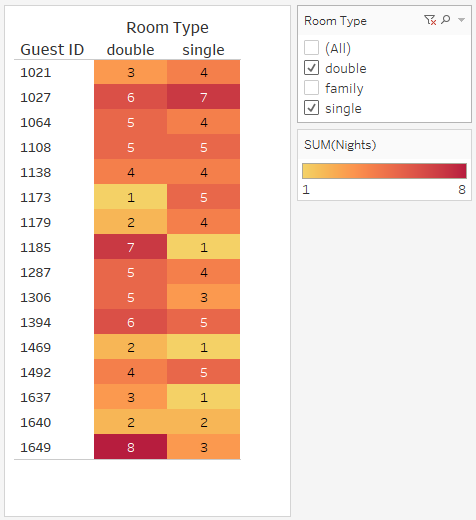 Room Type
Guest ID double single
1021 3 4
1027 6 7
1064 5 4
1108 5 5
1138 4 4
1173 1 5
1179 2 4
1185 7 1
1287 5 4
1306 5 3
1394 6 5
1469 2 1
1492 4 5
1637 3 1
1640 2 2
1649 8 3
Room Type
(All)
double
family
single
SUM(Nights)
1 8